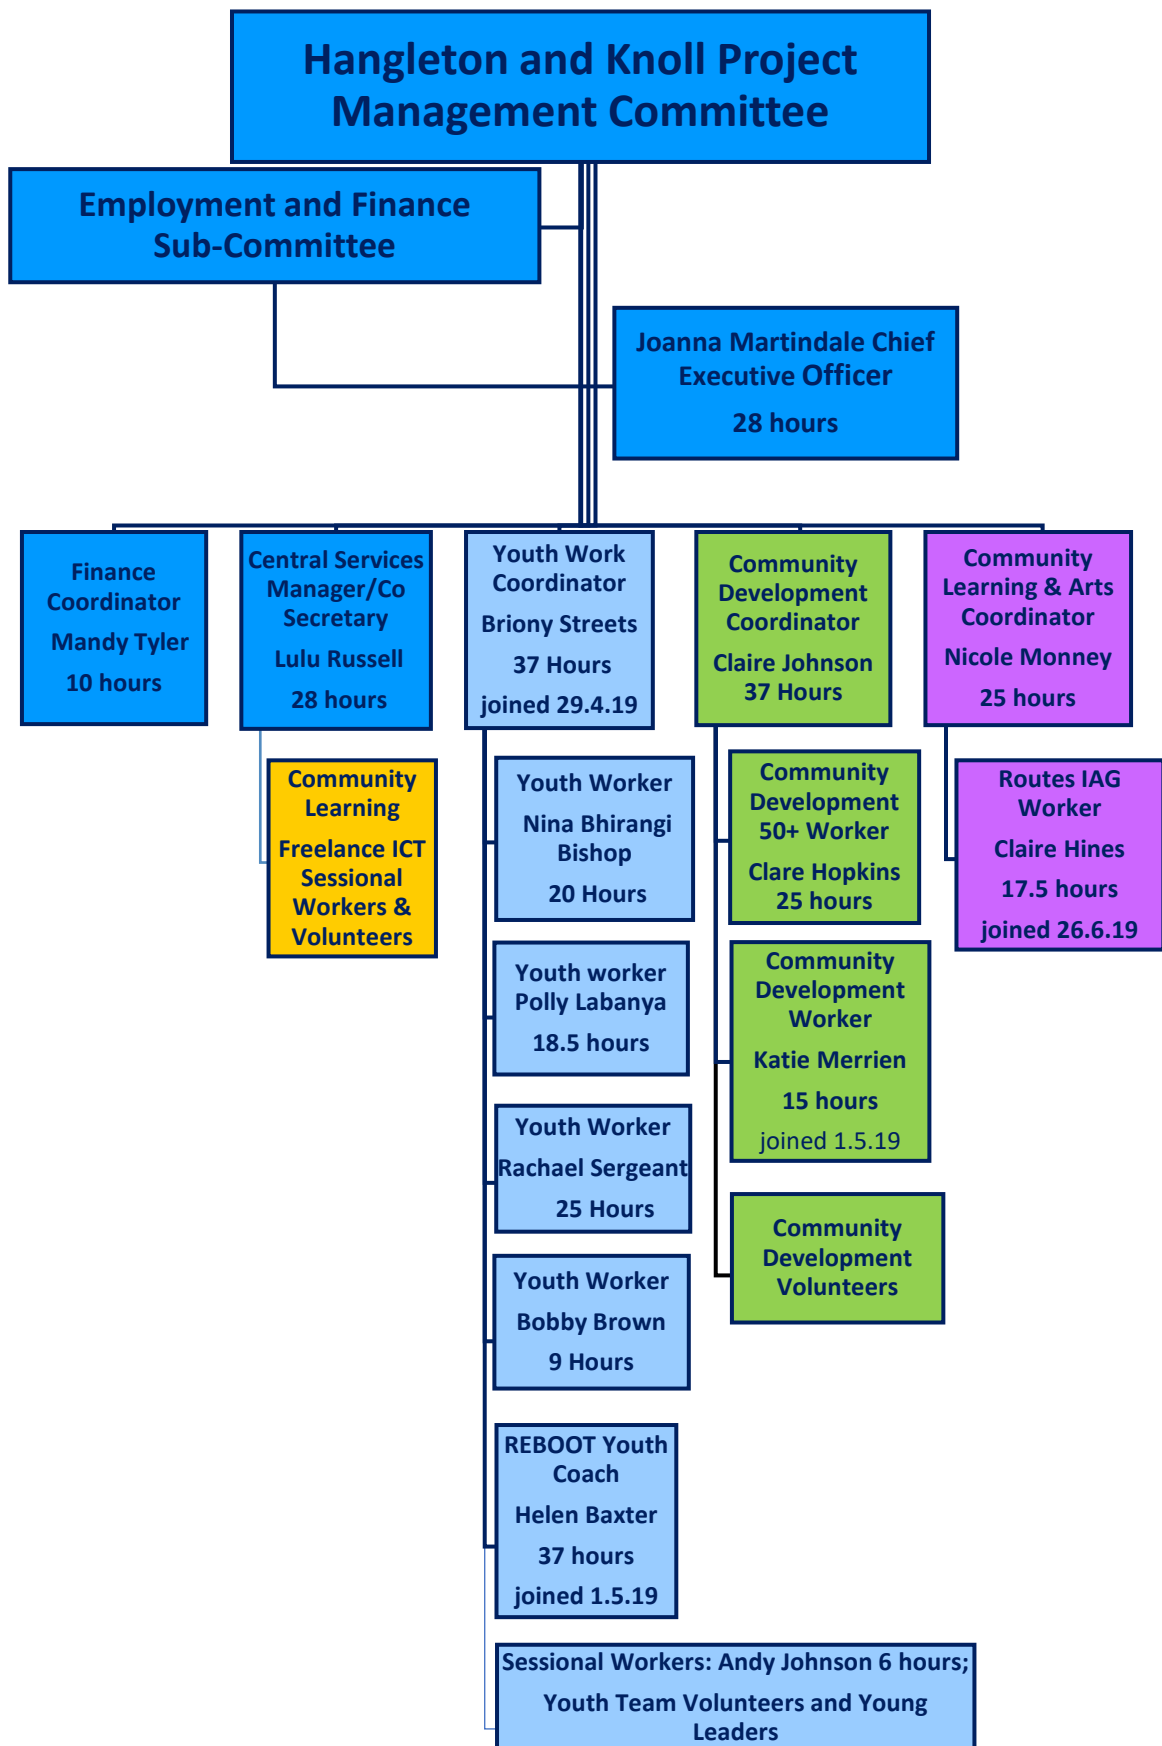 Hangleton and Knoll Project
Management Committee
Employment and Finance
Sub-Committee
Joanna Martindale Chief
Executive Officer
28 hours
Finance
Coordinator
Mandy Tyler
10 hours
Central Services
Manager/Co
Secretary
Lulu Russell
28 hours
Youth Work
Coordinator
Briony Streets
37 Hours
joined 29.4.19
Community
Development
Coordinator
Claire Johnson
37 Hours
Community
Learning & Arts
Coordinator
Nicole Monney
25 hours
Community
Learning
Freelance ICT
Sessional
Workers &
Volunteers
Youth Worker
Nina Bhirangi
Bishop
20 Hours
Youth worker
Polly Labanya
18.5 hours
Youth Worker
Rachael Sergeant
25 Hours
Youth Worker
Bobby Brown
9 Hours
REBOOT Youth
Coach
Helen Baxter
37 hours
joined 1.5.19
Sessional Workers: Andy Johnson 6 hours;
Youth Team Volunteers and Young
Leaders
Community
Development
50+ Worker
Clare Hopkins
25 hours
Community
Development
Worker
Katie Merrien
15 hours
joined 1.5.19
Community
Development
Volunteers
Routes IAG
Worker
Claire Hines
17.5 hours
joined 26.6.19